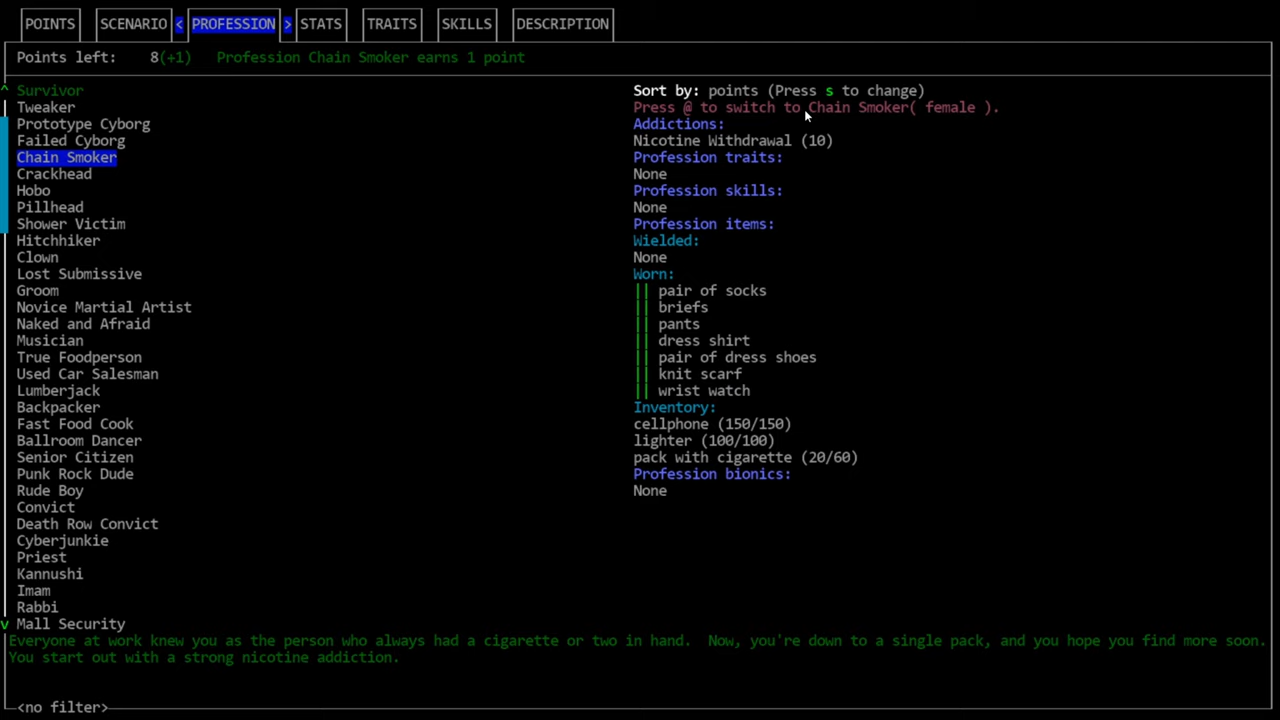 POINTS SCENARIO < PROFESSION > STATS TRAITS SKILLS DESCRIPTION
Points left: 8(+1) Profession Chain Smoker earns 1 point
^ Survivor
Tweaker
Prototype Cyborg
Failed Cyborg
Chain Smoker
Crackhead
Hobo
Pillhead
Shower Victim
Hitchhiker
Clown
Lost Submissive
Groom
Novice Martial Artist
Naked and Afraid
Musician
True Foodperson
Used Car Salesman
Lumberjack
Backpacker
Fast Food Cook
Ballroom Dancer
Senior Citizen
Punk Rock Dude
Rude Boy
Convict
Death Row Convict
Cyberjunkie
Priest
Kannushi
Imam
Rabbi
v Mall Security
Sort by: points (Press s to change)
Press @ to switch to Chain Smoker( female ).
Addictions:
Nicotine Withdrawal (10)
Profession traits:
None
Profession skills:
None
Profession items:
Wielded:
None
Worn:
|| pair of socks
|| briefs
|| pants
|| dress shirt
|| pair of dress shoes
|| knit scarf
|| wrist watch
Inventory:
cellphone (150/150)
lighter (100/100)
pack with cigarette (20/60)
Profession bionics:
None
Everyone at work knew you as the person who always had a cigarette or two in hand.  Now, you're down to a single pack, and you hope you find more soon.
You start out with a strong nicotine addiction.
<no filter>